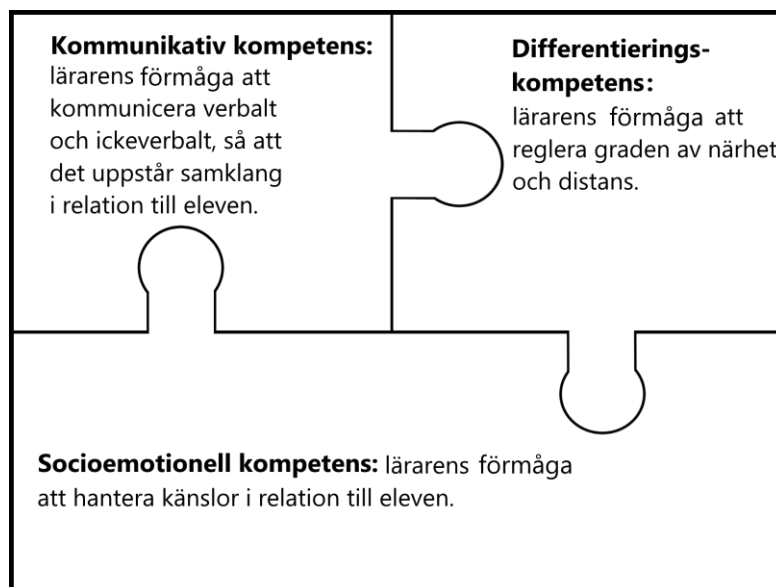 Kommunikativ kompetens:
lärarens förmåga att
kommunicera verbalt
och ickeverbalt, så att
det uppstår samklang
i relation till eleven.
Differentierings-
kompetens:
lärarens förmåga att
reglera graden av närhet
och distans.
Socioemotionell kompetens: lärarens förmåga
att hantera känslor i relation till eleven.